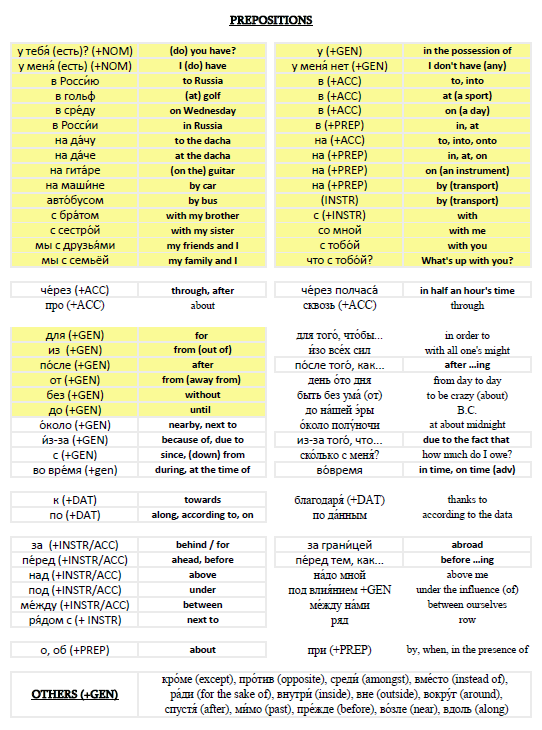 PREPOSITIONS
у тебя́ (есть)? (+NOM) (do) you have? у (+GEN) in the possession of
у меня́ (есть) (+NOM) I (do) have у меня́ нет (+GEN) I don't have (any)
в Росси́ю to Russia в (+ACC) to, into
в гольф (at) golf в (+ACC) at (a sport)
в сре́ду on Wednesday в (+ACC) on (a day)
в Росси́и in Russia в (+PREP) in, at
на да́чу to the dacha на (+ACC) to, into, onto
на да́че at the dacha на (+PREP) in, at, on
на гита́ре (on the) guitar на (+PREP) on (an instrument)
на маши́не by car на (+PREP) by (transport)
авто́бусом by bus (INSTR) by (transport)
с бра́том with my brother с (+INSTR) with
с сестро́й with my sister со мной with me
мы с друзья́ми my friends and I с тобо́й with you
мы с семьёй my family and I что с тобо́й? What's up with you?
че́рез (+ACC) through, after че́рез полчаса́ in half an hour's time
про (+ACC) about сквозь (+ACC) through
для (+GEN) for для того́, что́бы... in order to
из (+GEN) from (out of) и́зо все́х сил with all one's might
по́сле (+GEN) after по́сле того́, как... after ...ing
от (+GEN) from (away from) день о́то дня from day to day
без (+GEN) without быть без ума́ (от) to be crazy (about)
до (+GEN) until до на́шей э́ры B.C.
о́коло (+GEN) nearby, next to о́коло полу́ночи at about midnight
и́з-за (+GEN) because of, due to из-за того́, что... due to the fact that
с (+GEN) since, (down) from ско́лько с меня́? how much do I owe?
во вре́мя (+gen) during, at the time of во́время in time, on time (adv)
к (+DAT) towards благодаря́ (+DAT) thanks to
по (+DAT) along, according to, on по да́нным according to the data
за (+INSTR/ACC) behind / for за грани́цей abroad
пе́ред (+INSTR/ACC) ahead, before пе́ред тем, как... before ...ing
над (+INSTR/ACC) above на́до мной above me
под (+INSTR/ACC) under под влия́нием +GEN under the influence (of)
ме́жду (+INSTR/ACC) between ме́жду на́ми between ourselves
ря́дом с (+ INSTR) next to ряд row
о, об (+PREP) about при (+PREP) by, when, in the presence of
OTHERS (+GEN)
кро́ме (except), про́тив (opposite), среди́ (amongst), вме́сто (instead of),
ра́ди (for the sake of), внутри́ (inside), вне (outside), вокру́г (around),
спустя́ (after), ми́мо (past), пре́жде (before), во́зле (near), вдоль (along)